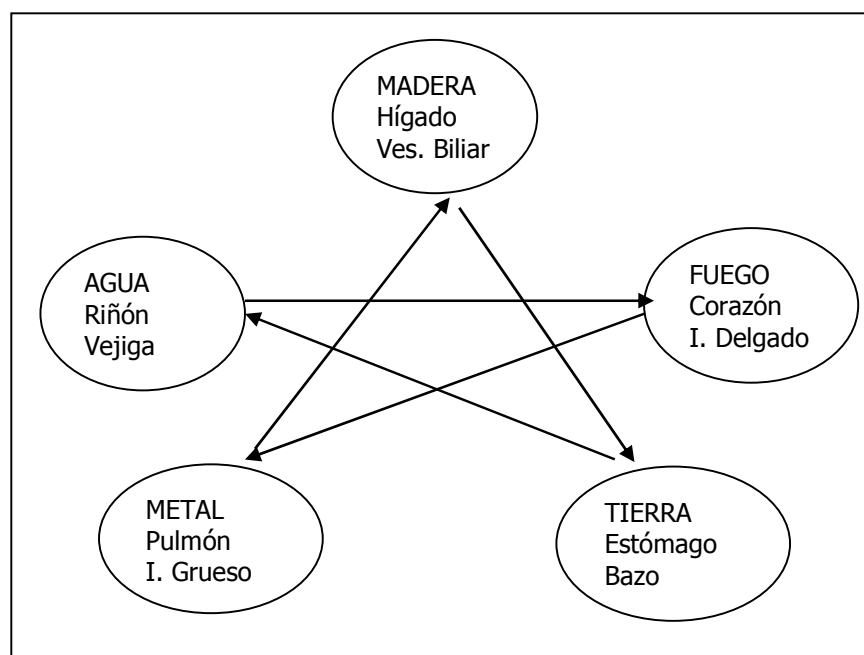 MADERA
Hígado
Ves. Biliar
AGUA
Riñón
Vejiga
FUEGO
Corazón
I. Delgado
METAL
Pulmón
I. Grueso
TIERRA
Estómago
Bazo